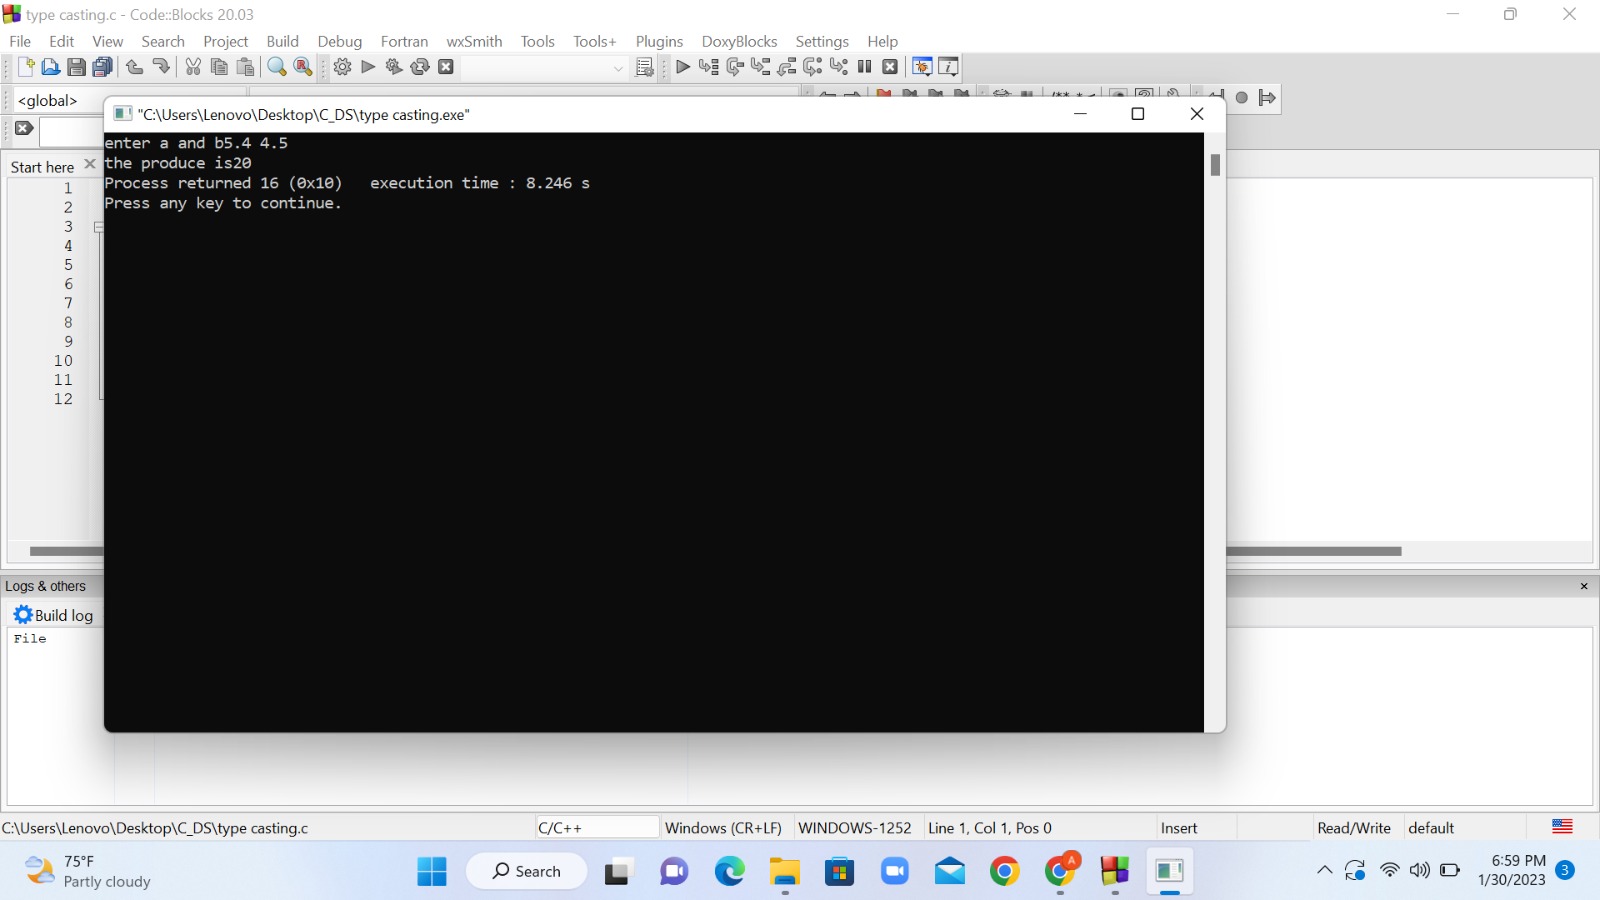 type casting.c - Code::Blocks 20.03
File Edit View Search Project Build Debug Fortran wxSmith Tools Tools+ Plugins DoxyBlocks Settings Help
<global>
"C:\Users\Lenovo\Desktop\C_DS\type casting.exe"
enter a and b5.4 4.5
the produce is20
Process returned 16 (0x10) execution time : 8.246 s
Press any key to continue.
Start here
1
2
3
4
5
6
7
8
9
10
11
12
Logs & others
Build log
File
C:\Users\Lenovo\Desktop\C_DS\type casting.c C/C++ Windows (CR+LF) WINDOWS-1252 Line 1, Col 1, Pos 0 Insert Read/Write default
75°F
Partly cloudy
Search
A
6:59 PM
1/30/2023
3